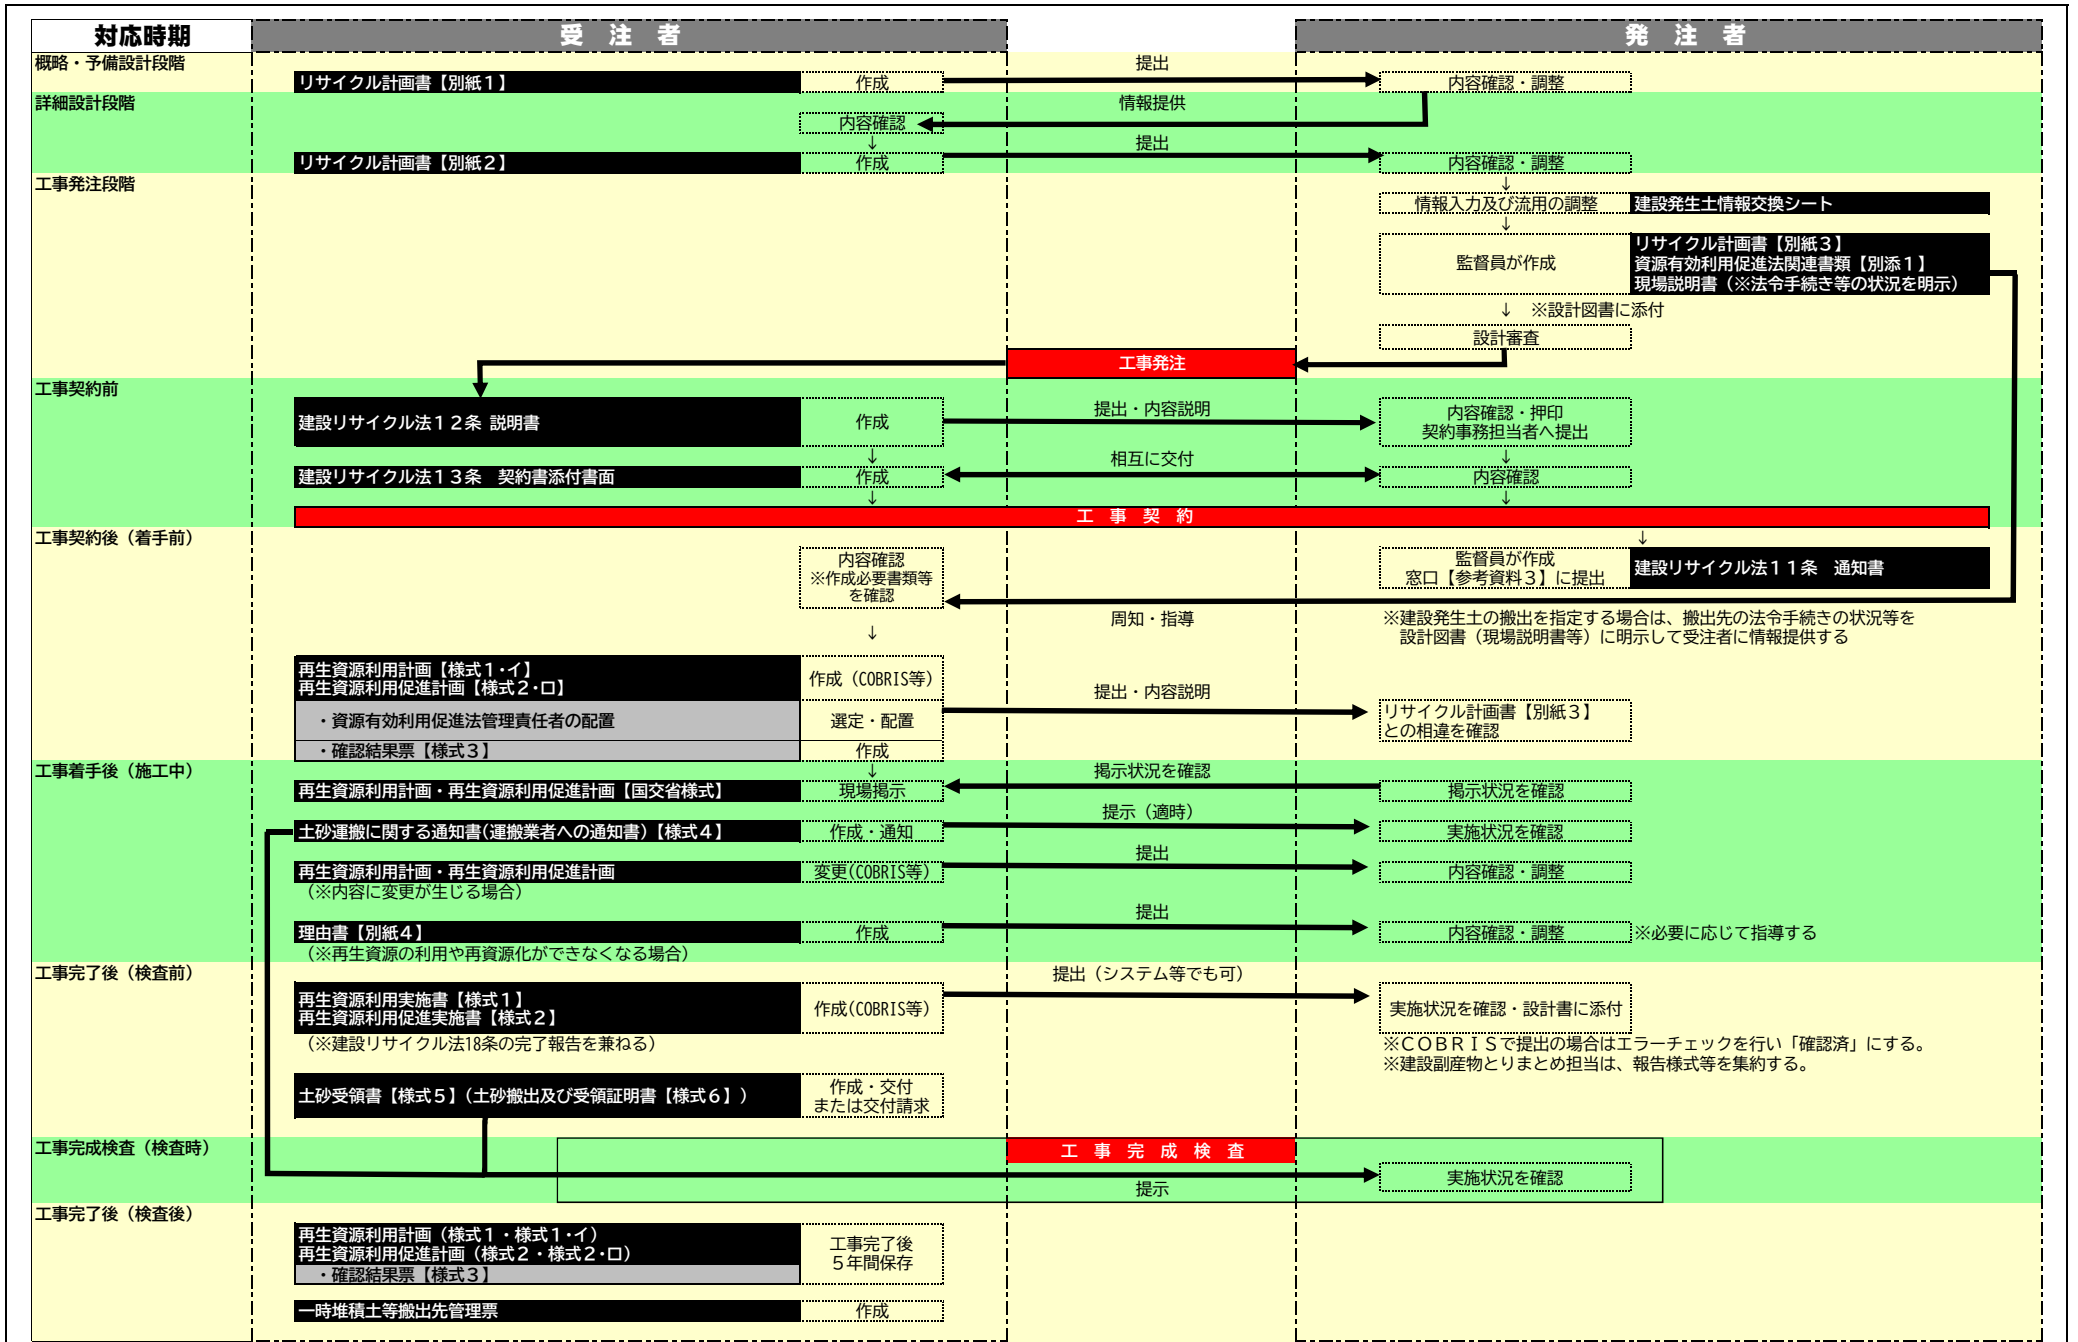 対応時期
受　注　者
発　注　者
概略・予備設計段階
提出
リサイクル計画書【別紙１】
作成
内容確認・調整
詳細設計段階
情報提供
内容確認
↓
提出
リサイクル計画書【別紙２】
作成
内容確認・調整
工事発注段階
↓
情報入力及び流用の調整
建設発生土情報交換シート
↓
監督員が作成
リサイクル計画書【別紙３】
資源有効利用促進法関連書類【別添１】
現場説明書（※法令手続き等の状況を明示）
↓　※設計図書に添付
設計審査
工事発注
工事契約前
建設リサイクル法１２条 説明書
作成
提出・内容説明
内容確認・押印
契約事務担当者へ提出
↓
↓
相互に交付
建設リサイクル法１３条　契約書添付書面
作成
内容確認
↓
↓
工　事　契　約
工事契約後（着手前）
↓
内容確認
※作成必要書類等
を確認
監督員が作成
窓口【参考資料３】に提出
建設リサイクル法１１条　通知書
周知・指導
※建設発生土の搬出を指定する場合は、搬出先の法令手続きの状況等を
設計図書（現場説明書等）に明示して受注者に情報提供する
↓
再生資源利用計画【様式１･イ】
再生資源利用促進計画【様式２･ロ】
作成（COBRIS等）
提出・内容説明
・資源有効利用促進法管理責任者の配置
選定・配置
リサイクル計画書【別紙３】
との相違を確認
・確認結果票【様式３】
作成
工事着手後（施工中）
↓
掲示状況を確認
再生資源利用計画・再生資源利用促進計画【国交省様式】
現場掲示
掲示状況を確認
提示（適時）
土砂運搬に関する通知書(運搬業者への通知書)【様式４】
作成・通知
実施状況を確認
提出
再生資源利用計画・再生資源利用促進計画
変更(COBRIS等)
内容確認・調整
（※内容に変更が生じる場合）
提出
理由書【別紙４】
作成
内容確認・調整
※必要に応じて指導する
（※再生資源の利用や再資源化ができなくなる場合）
工事完了後（検査前）
提出（システム等でも可）
再生資源利用実施書【様式１】
再生資源利用促進実施書【様式２】
作成(COBRIS等)
実施状況を確認・設計書に添付
（※建設リサイクル法18条の完了報告を兼ねる）
※ＣＯＢＲＩＳで提出の場合はエラーチェックを行い「確認済」にする。
※建設副産物とりまとめ担当は、報告様式等を集約する。
土砂受領書【様式５】（土砂搬出及び受領証明書【様式６】）
作成・交付
または交付請求
工事完成検査（検査時）
工　事　完　成　検　査
実施状況を確認
提示
工事完了後（検査後）
再生資源利用計画（様式１・様式１･イ）
再生資源利用促進計画（様式２・様式２･ロ）
・確認結果票【様式３】
工事完了後
５年間保存
一時堆積土等搬出先管理票
作成